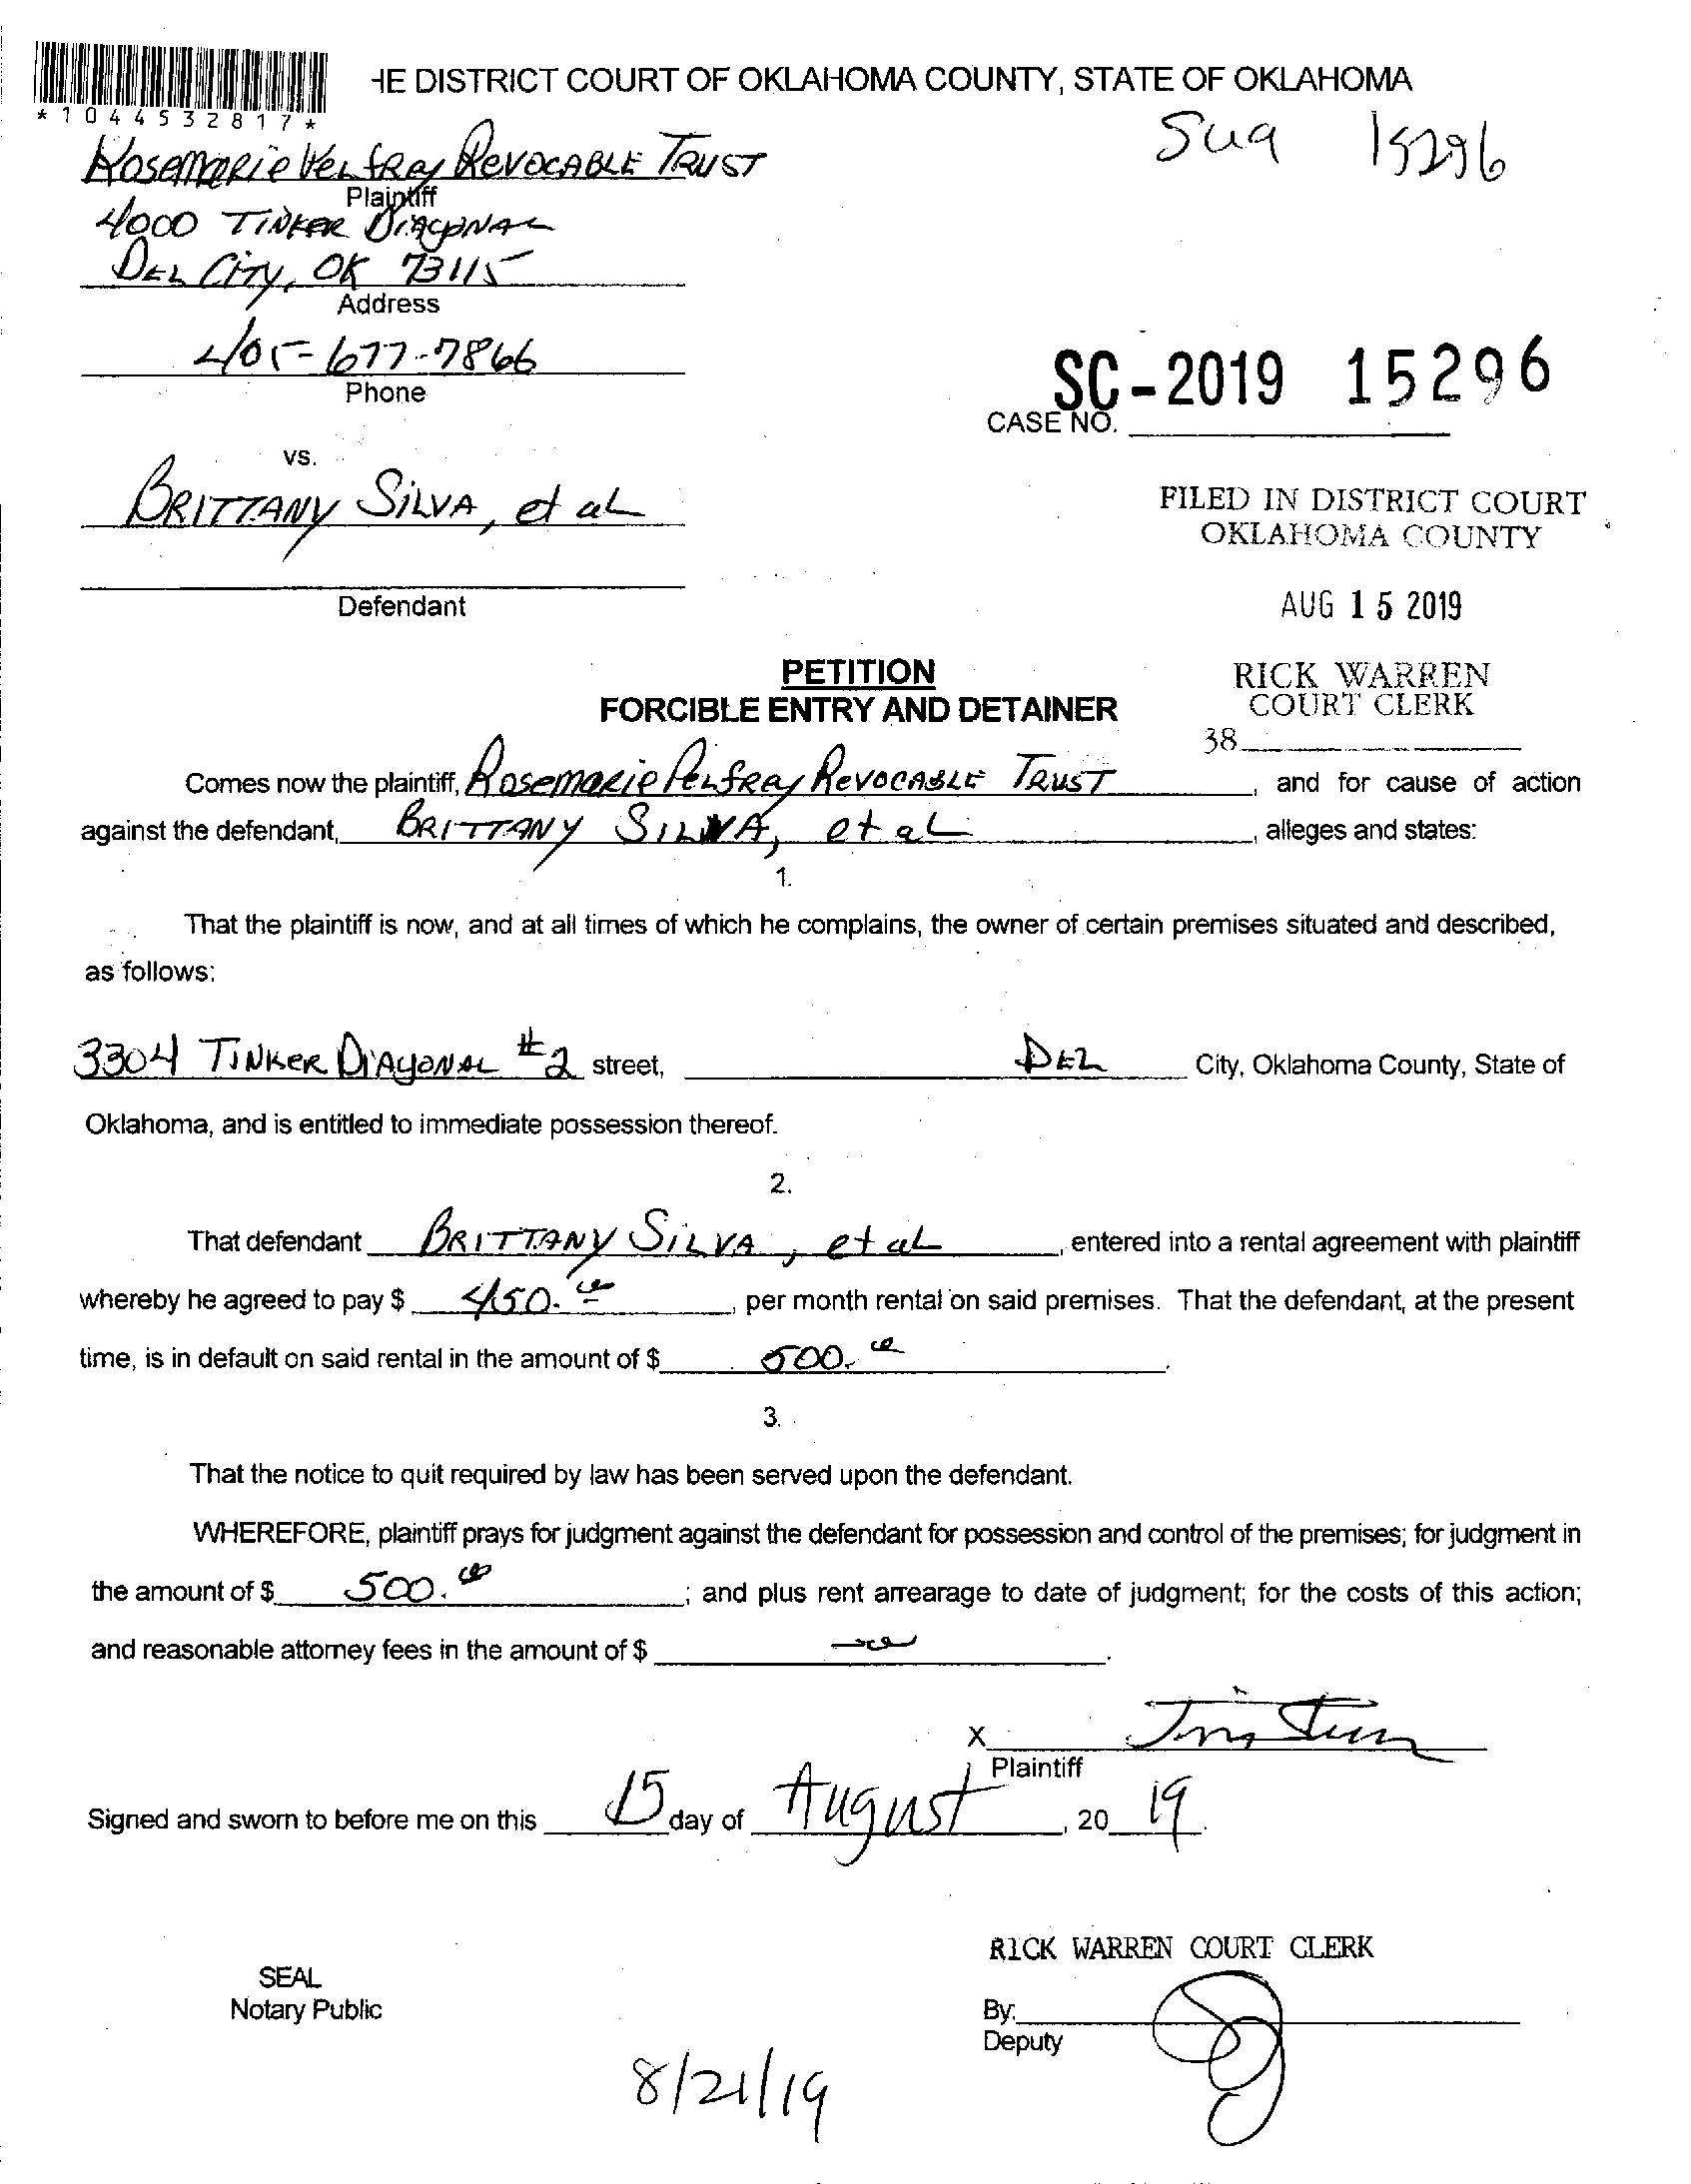 HE DISTRICT COURT OF OKLAHOMA COUNTY, STATE OF OKLAHOMA
*1044532817*
15296
Rosemarie Pelfrey Revocable Trust
Plaintiff
4000 Tinker Diagonal
Del City, OK 73115
Address
405-677-7866
Phone
SC-2019 15296
CASE NO.
vs.
Brittany Silva, et al
FILED IN DISTRICT COURT
OKLAHOMA COUNTY
Defendant
AUG 15 2019
PETITION
FORCIBLE ENTRY AND DETAINER
RICK WARREN
COURT CLERK
38
Comes now the plaintiff, Rosemarie Pelfrey Revocable Trust, and for cause of action
against the defendant, Brittany Silva, et al, alleges and states:
1.
That the plaintiff is now, and at all times of which he complains, the owner of certain premises situated and described,
as follows:
3304 Tinker Diagonal #2 street, Del City, Oklahoma County, State of
Oklahoma, and is entitled to immediate possession thereof.
2.
That defendant Brittany Silva, et al, entered into a rental agreement with plaintiff
whereby he agreed to pay $ 450.00, per month rental on said premises. That the defendant, at the present
time, is in default on said rental in the amount of $ 500.00.
3.
That the notice to quit required by law has been served upon the defendant.
WHEREFORE, plaintiff prays for judgment against the defendant for possession and control of the premises; for judgment in
the amount of $ 500.00; and plus rent arrearage to date of judgment; for the costs of this action;
and reasonable attorney fees in the amount of $
X
Plaintiff
Signed and sworn to before me on this 15 day of August, 20 19.
RICK WARREN COURT CLERK
SEAL
Notary Public
By:
Deputy
8/21/19